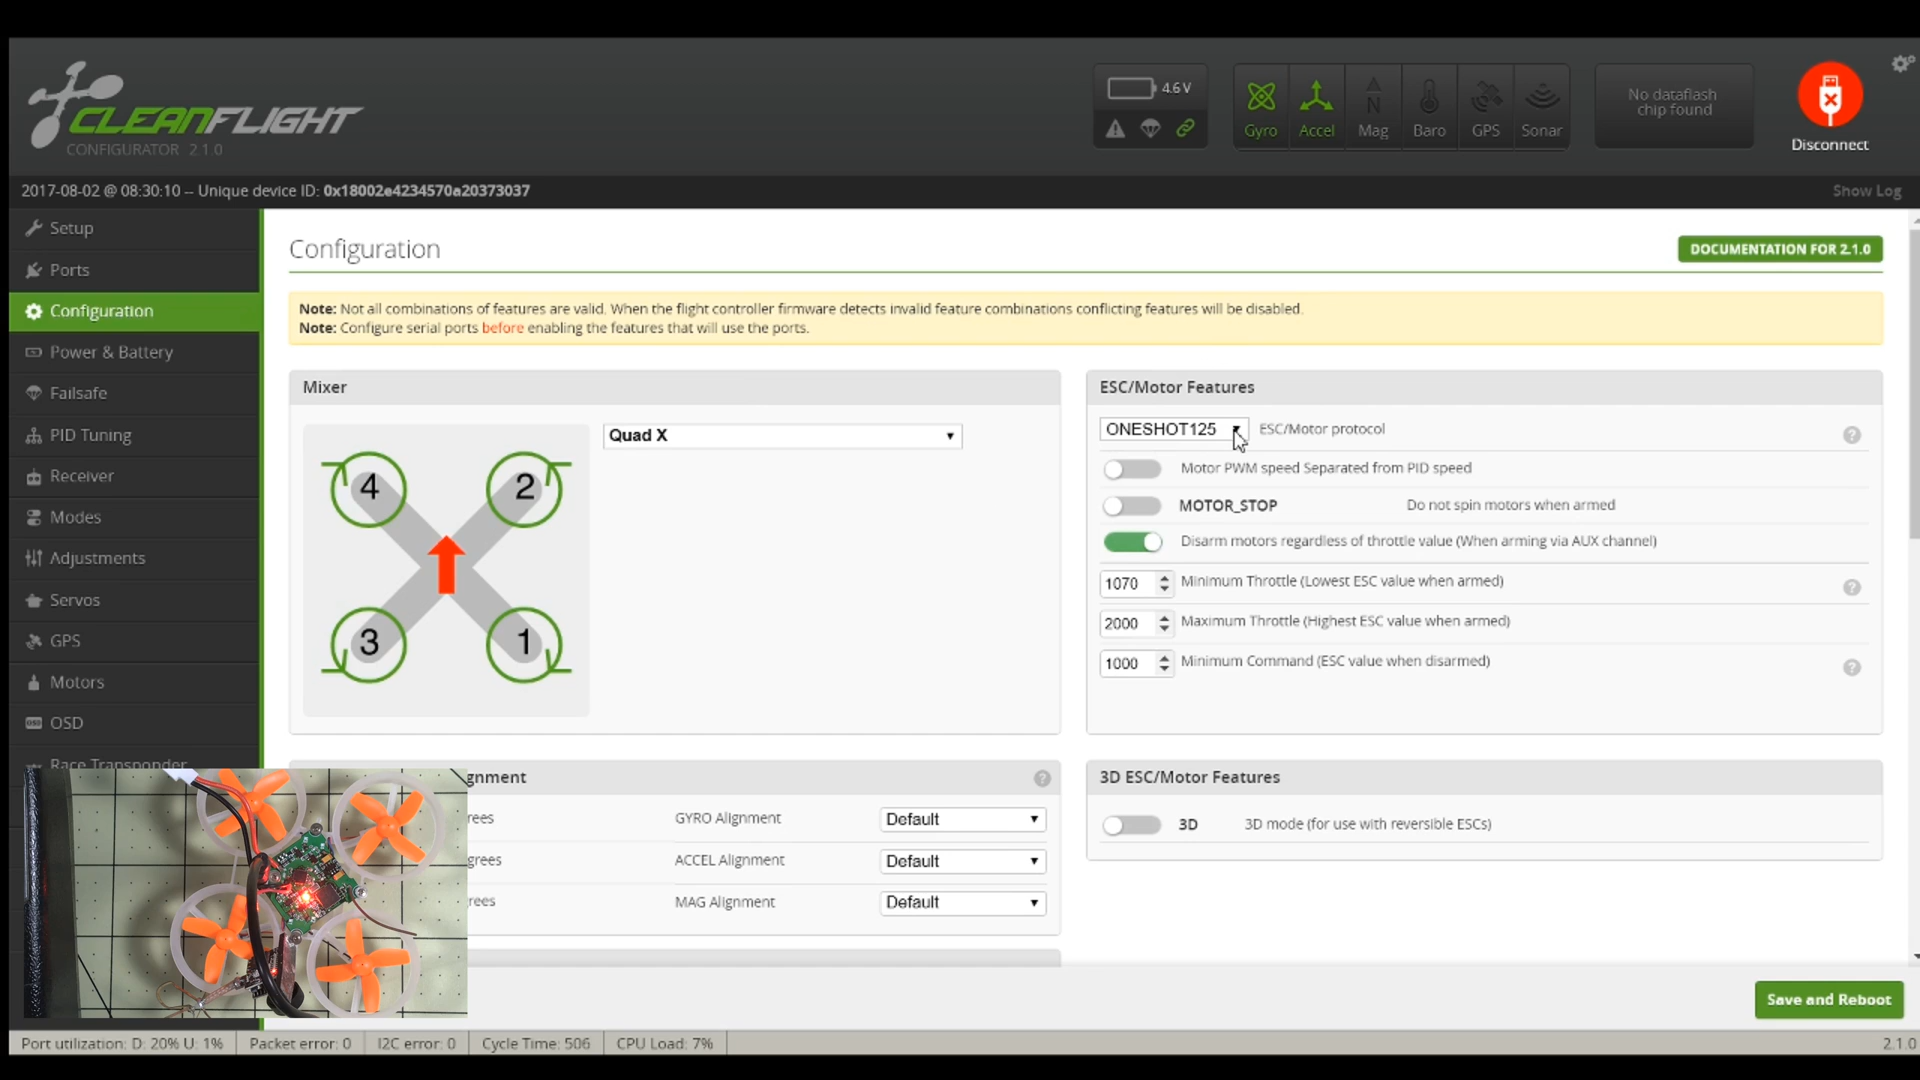 CLEANFLIGHT
CONFIGURATOR 2.1.0
4.6 V
Gyro
Accel
Mag
Baro
GPS
Sonar
No dataflash
chip found
Disconnect
2017-08-02 @ 08:30:10 -- Unique device ID: 0x18002e4234570a20373037
Show Log
Setup
Ports
Configuration
Power & Battery
Failsafe
PID Tuning
Receiver
Modes
Adjustments
Servos
GPS
Motors
OSD
Race Transponder
Configuration
DOCUMENTATION FOR 2.1.0
Note: Not all combinations of features are valid. When the flight controller firmware detects invalid feature combinations conflicting features will be disabled.
Note: Configure serial ports before enabling the features that will use the ports.
Mixer
Quad X
4
2
3
1
ESC/Motor Features
ONESHOT125 ESC/Motor protocol
Motor PWM speed Separated from PID speed
MOTOR_STOP Do not spin motors when armed
Disarm motors regardless of throttle value (When arming via AUX channel)
1070 Minimum Throttle (Lowest ESC value when armed)
2000 Maximum Throttle (Highest ESC value when armed)
1000 Minimum Command (ESC value when disarmed)
gnment
rees GYRO Alignment Default
grees ACCEL Alignment Default
rees MAG Alignment Default
3D ESC/Motor Features
3D 3D mode (for use with reversible ESCs)
Save and Reboot
Port utilization: D: 20% U: 1% Packet error: 0 I2C error: 0 Cycle Time: 506 CPU Load: 7% 2.1.0